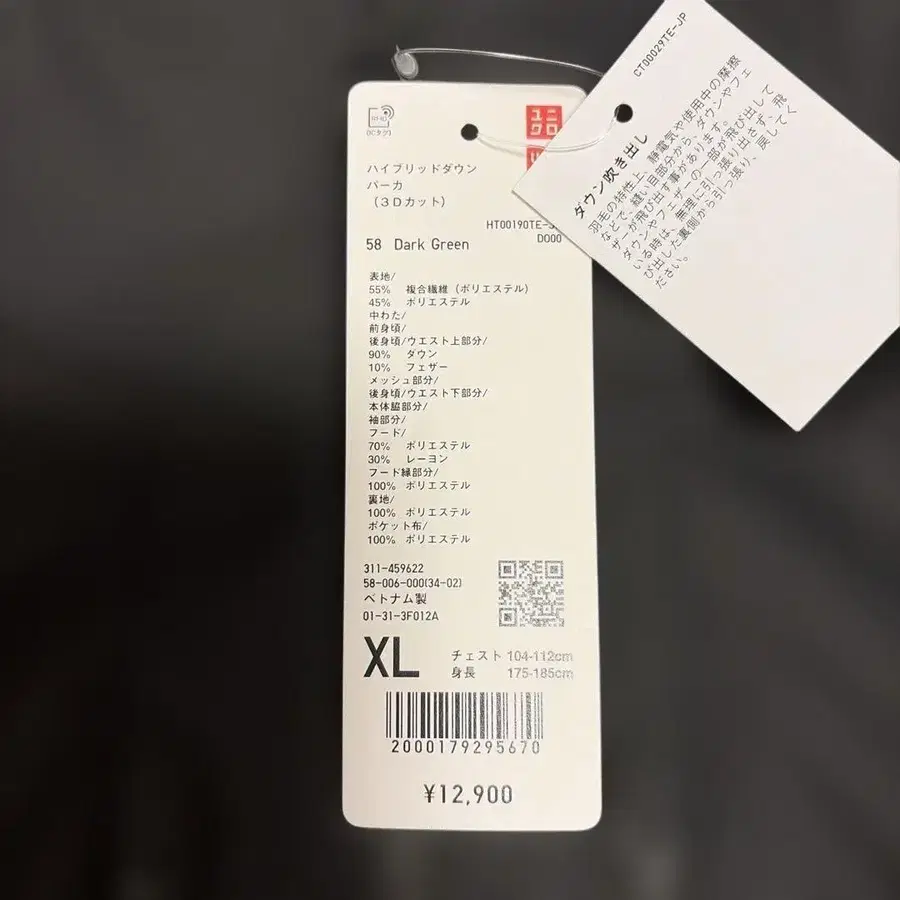 (ICタグ)
ユニ
クロ
ハイブリッドダウン
パーカ
(3Dカット)
HT00190TE-
D000
58 Dark Green
表地/
55% 複合繊維 (ポリエステル)
45% ポリエステル
中わた/
前身頃/
後身頃/ウエスト上部分/
90% ダウン
10% フェザー
メッシュ部分/
後身頃/ウエスト下部分/
本体脇部分/
袖部分/
フード/
70% ポリエステル
30% レーヨン
フード縁部分/
100% ポリエステル
裏地/
100% ポリエステル
ポケット布/
100% ポリエステル
311-459622
58-006-000(34-02)
ベトナム製
01-31-3F012A
XL
チェスト 104-112cm
身長 175-185cm
2000179295670
¥12,900
CT00029TE-JP
ダウン吹き出し
羽毛の特性上、静電気や使用中の摩擦
などで、縫い目部分から、ダウンやフェ
ザーが飛び出す事があります。
ダウンやフェザーの一部が飛び出して
いる時は、無理に引っ張り出さず、飛
び出した裏側から引っ張り、戻してく
ださい。